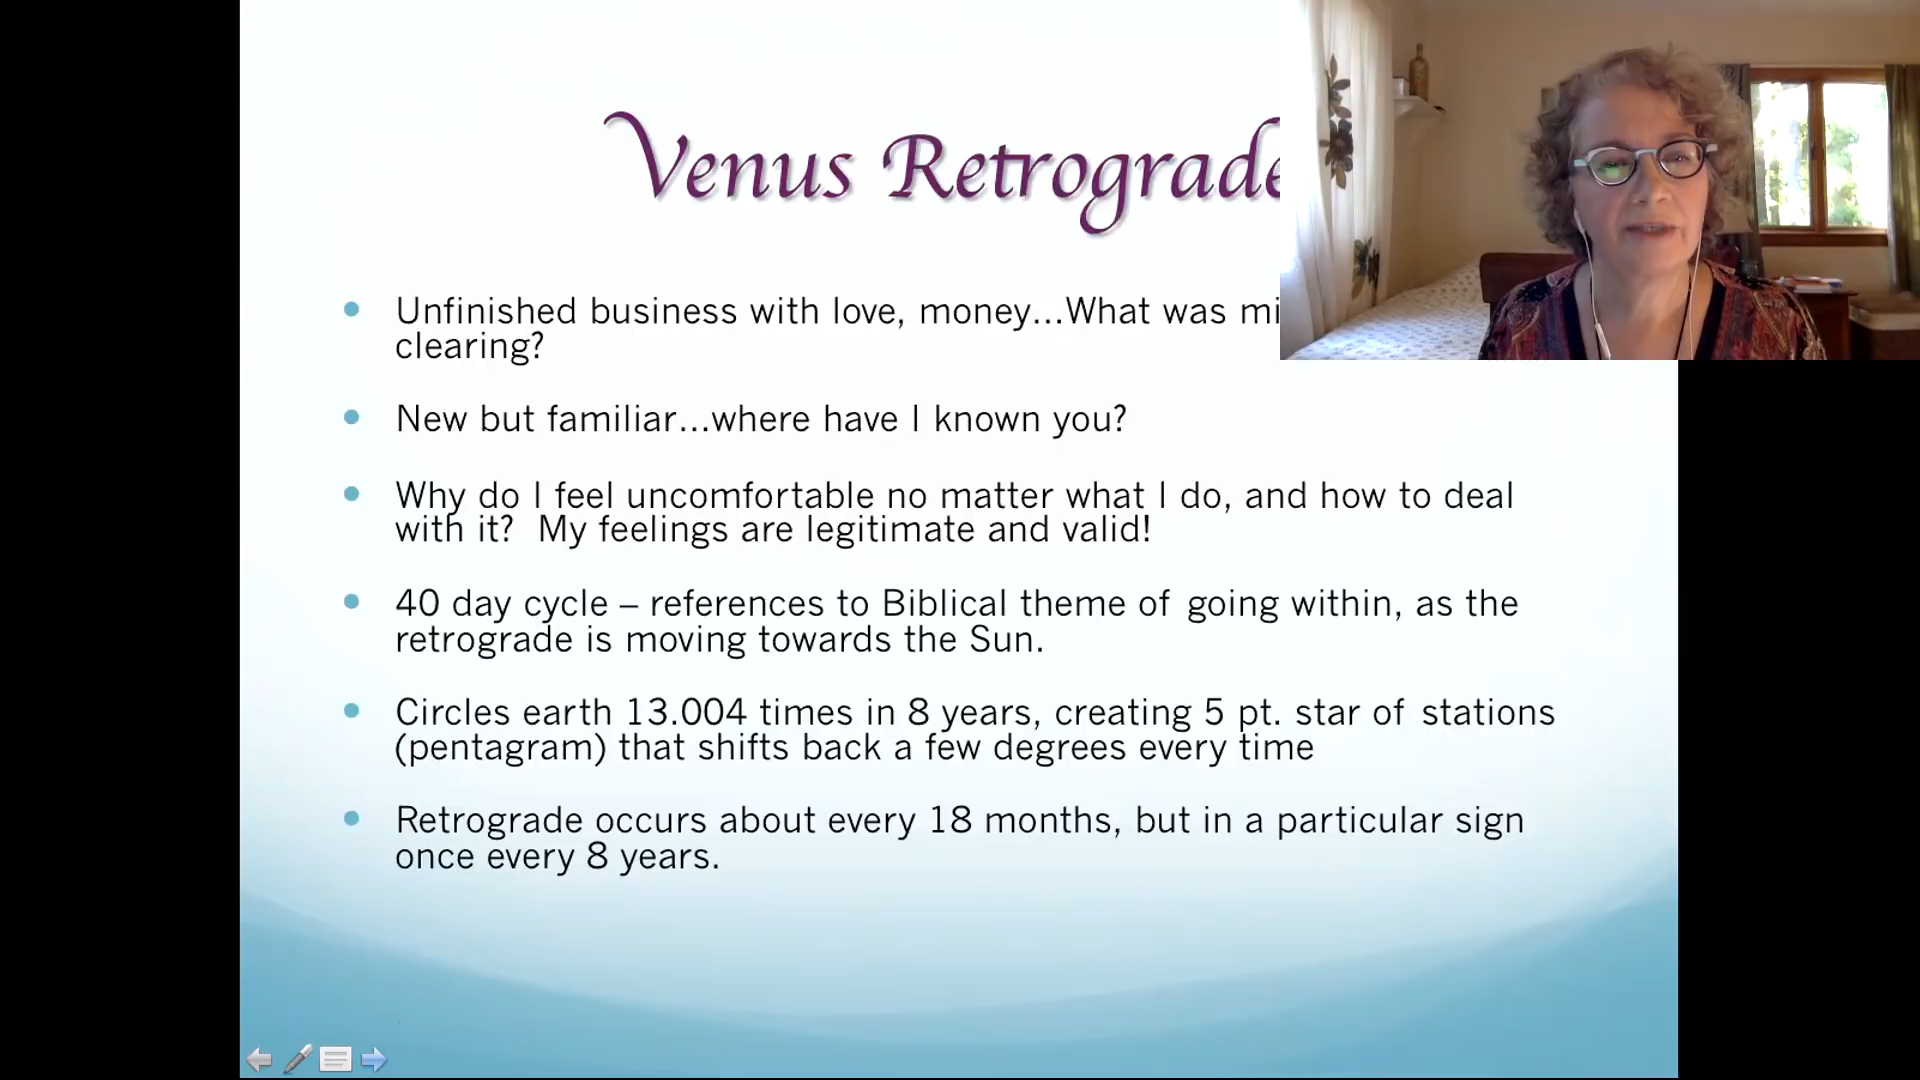 Venus Retrograde
Unfinished business with love, money...What was
clearing?
New but familiar...where have I known you?
Why do I feel uncomfortable no matter what I do, and how to deal
with it?  My feelings are legitimate and valid!
40 day cycle – references to Biblical theme of going within, as the
retrograde is moving towards the Sun.
Circles earth 13.004 times in 8 years, creating 5 pt. star of stations
(pentagram) that shifts back a few degrees every time
Retrograde occurs about every 18 months, but in a particular sign
once every 8 years.